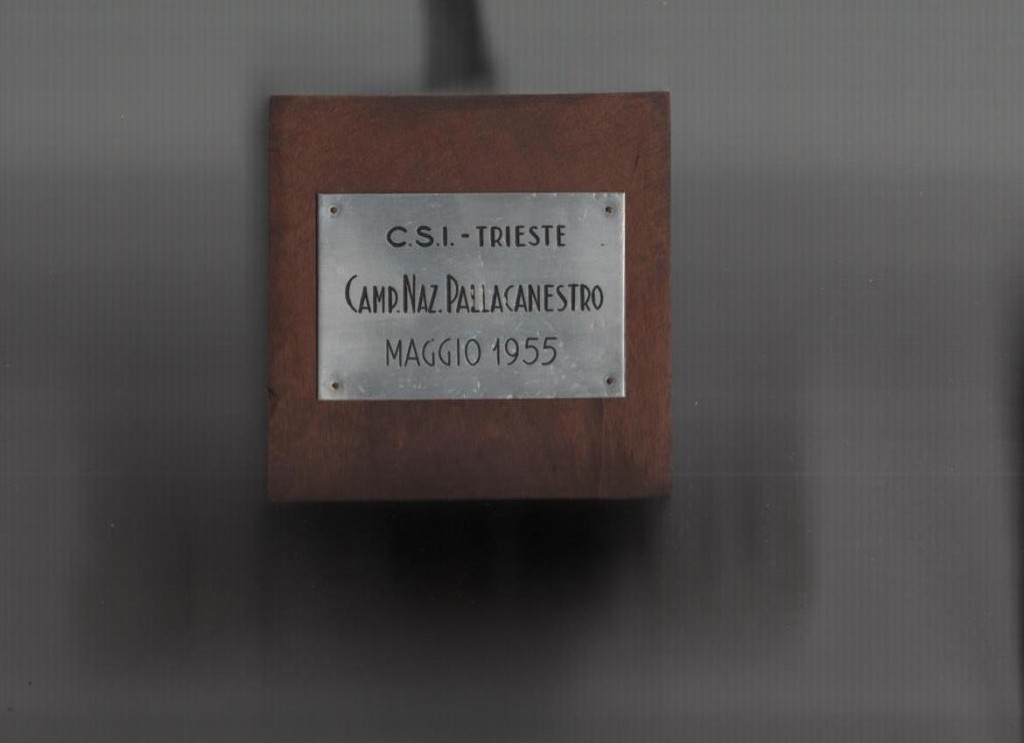 C.S.I. - TRIESTE
CAMP. NAZ. PALLACANESTRO
MAGGIO 1955